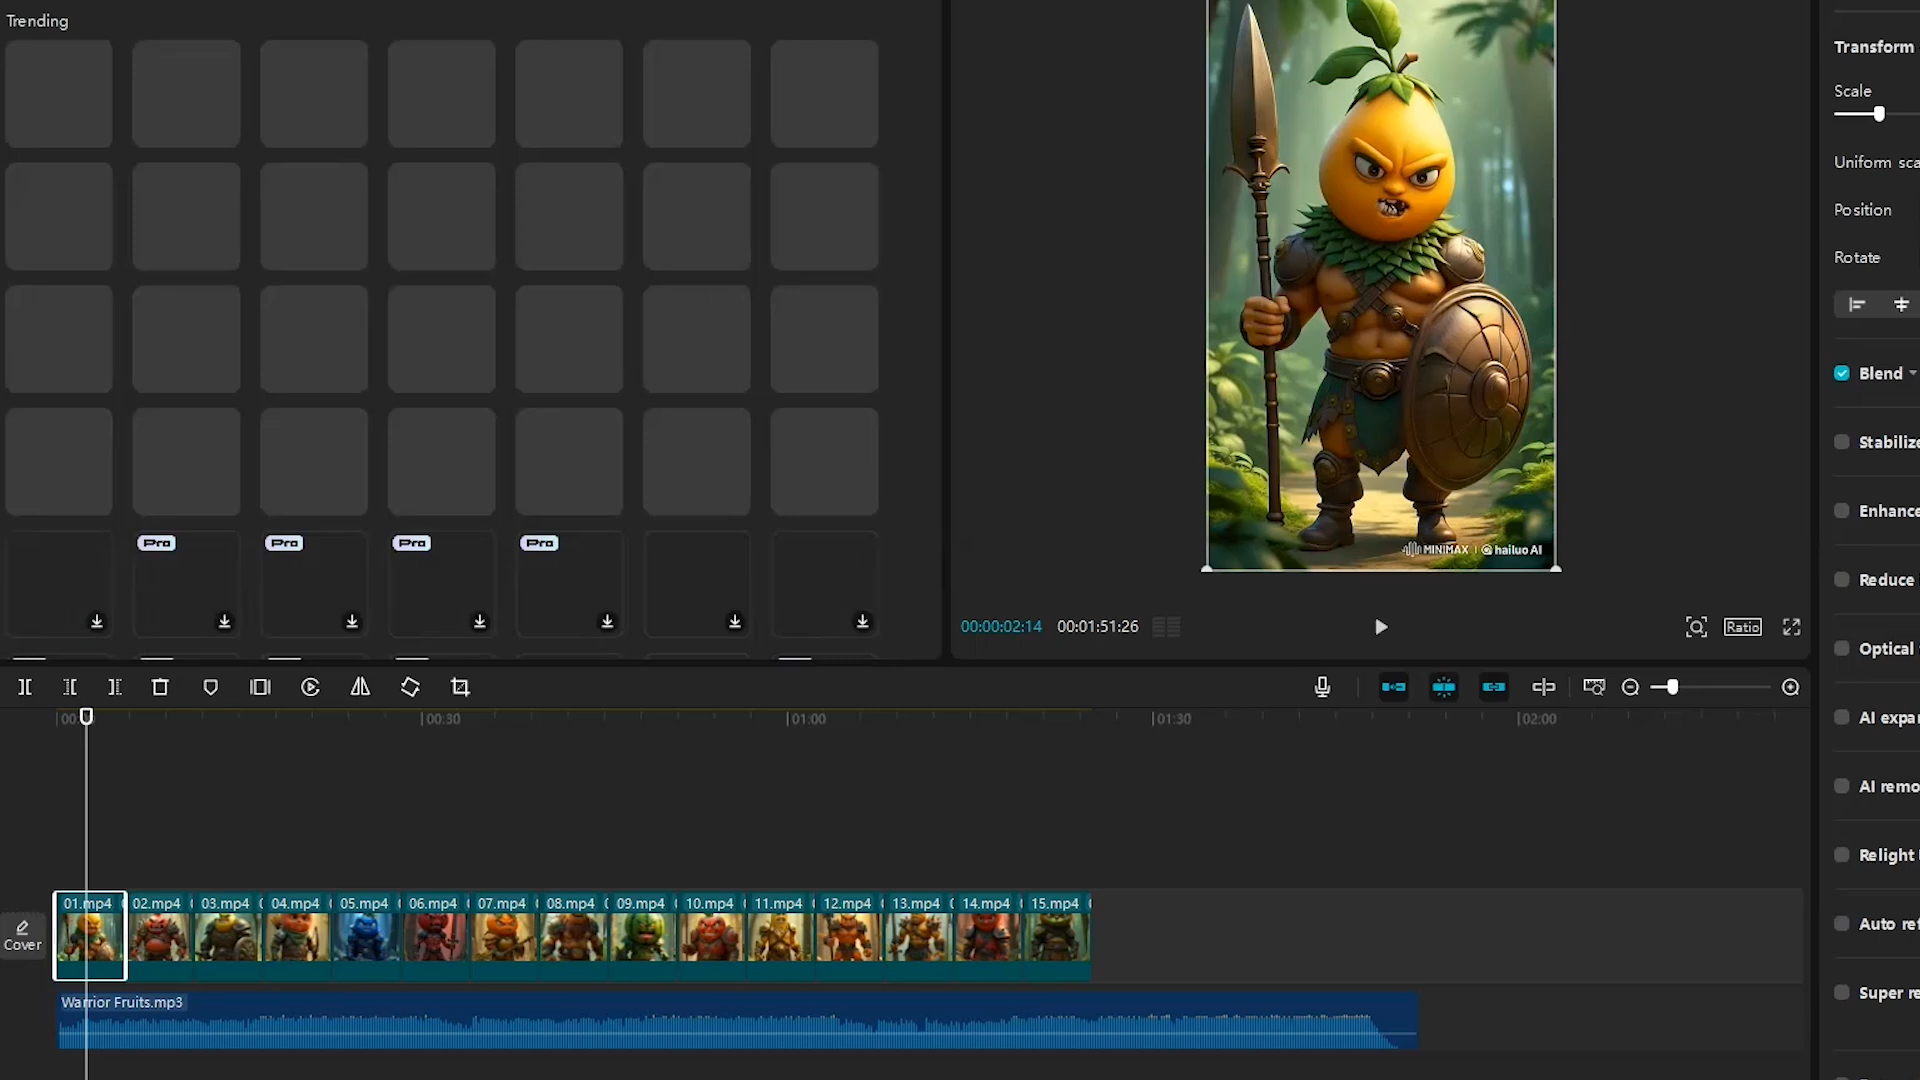 Trending
Pro
Pro
Pro
Pro
MINIMAX | hailuo AI
00:00:02:14 00:01:51:26
Ratio
Transform
Scale
Uniform sca
Position
Rotate
Blend
Stabilize
Enhance
Reduce
Optical
AI expa
AI remo
Relight
Auto ref
Super re
00:30
01:00
01:30
02:00
Cover
01.mp4
02.mp4
03.mp4
04.mp4
05.mp4
06.mp4
07.mp4
08.mp4
09.mp4
10.mp4
11.mp4
12.mp4
13.mp4
14.mp4
15.mp4
Warrior Fruits.mp3